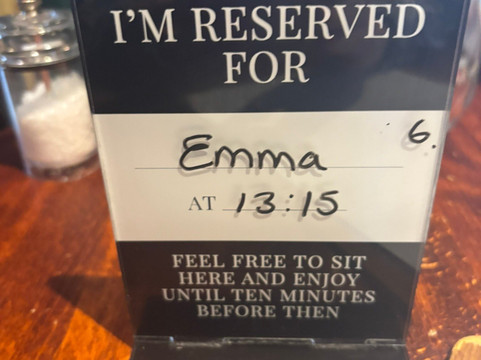 I'M RESERVED
FOR
6.
Emma
AT 13:15
FEEL FREE TO SIT
HERE AND ENJOY
UNTIL TEN MINUTES
BEFORE THEN